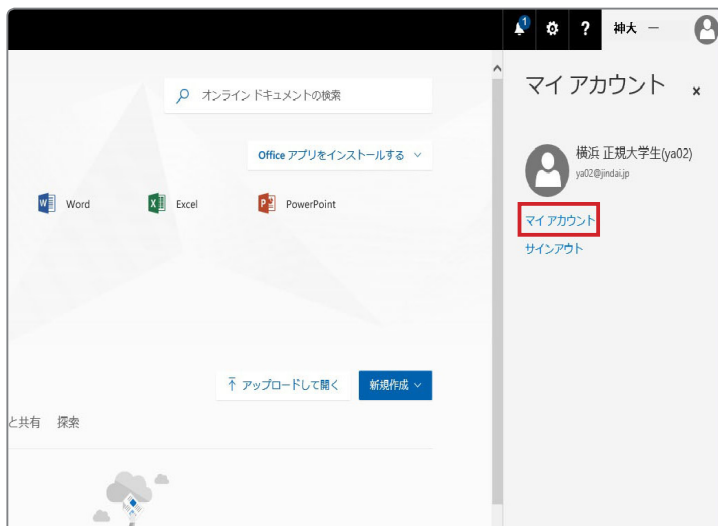 1
? 神大 一
オンライン ドキュメントの検索
Office アプリをインストールする
Word Excel PowerPoint
アップロードして開く 新規作成
と共有 探索
マイ アカウント ×
横浜 正規大学生(ya02)
ya02@jindai.jp
マイ アカウント
サインアウト